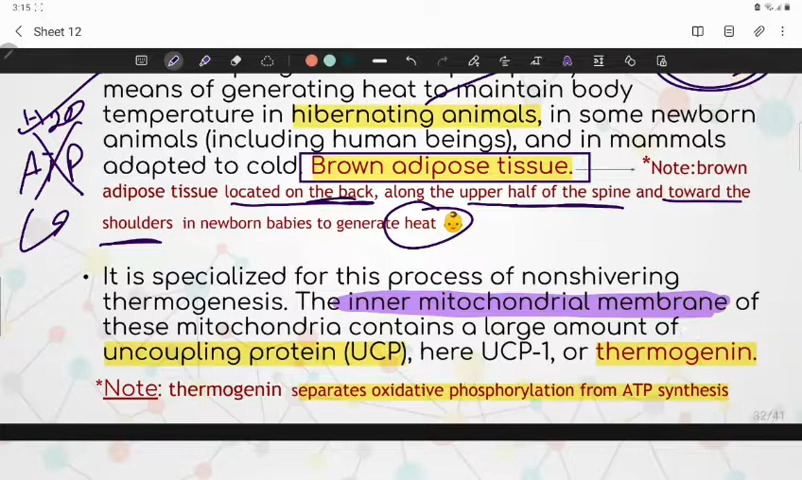 3:15
Sheet 12
means of generating heat to maintain body
temperature in hibernating animals, in some newborn
animals (including human beings), and in mammals
adapted to cold. Brown adipose tissue. *Note:brown
adipose tissue located on the back, along the upper half of the spine and toward the
shoulders in newborn babies to generate heat 👶
• It is specialized for this process of nonshivering
thermogenesis. The inner mitochondrial membrane of
these mitochondria contains a large amount of
uncoupling protein (UCP), here UCP-1, or thermogenin.
*Note: thermogenin separates oxidative phosphorylation from ATP synthesis
32/41
ATP